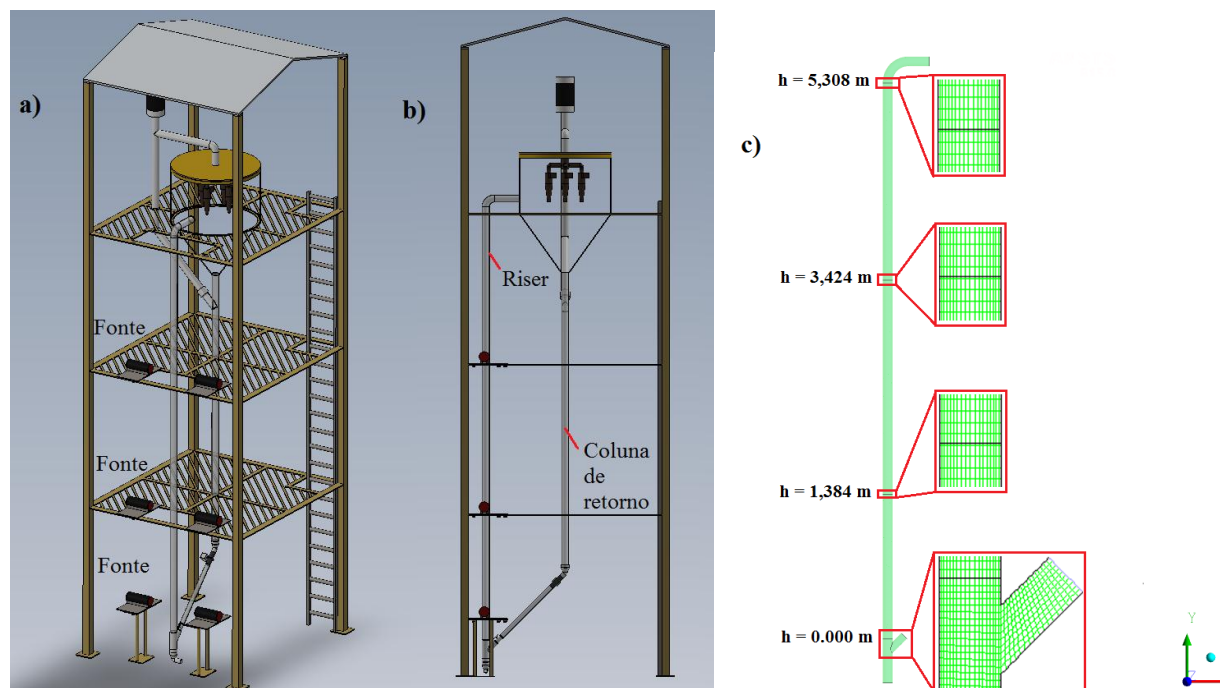 a)
Fonte
Fonte
Fonte
b)
Riser
Coluna
de
retorno
c)
h = 5,308 m
h = 3,424 m
h = 1,384 m
h = 0.000 m
Y